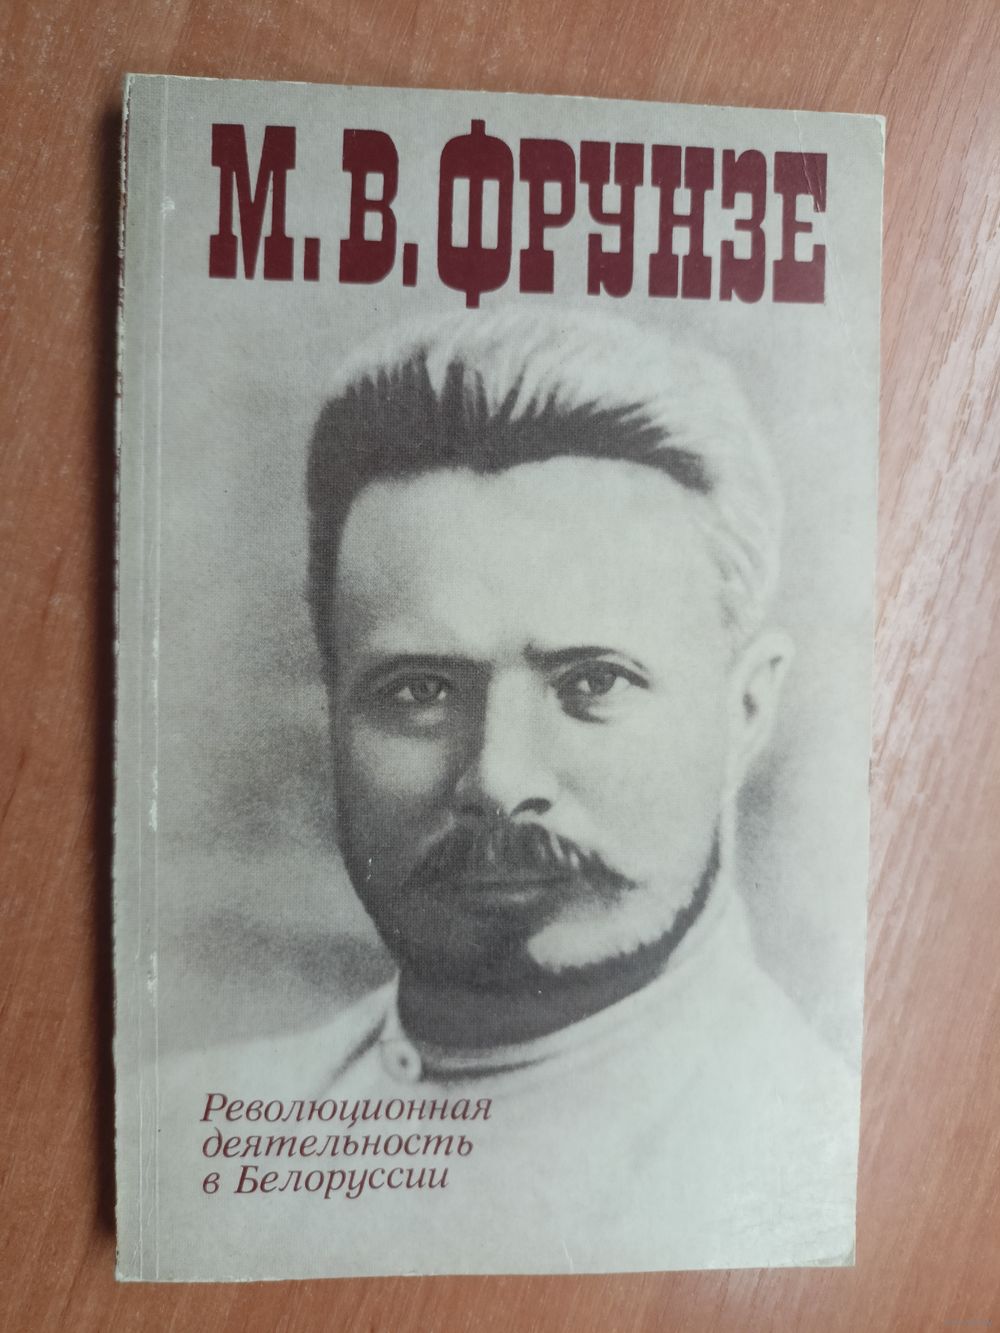 М. В. ФРУНЗЕ
Революционная
деятельность
в Белоруссии